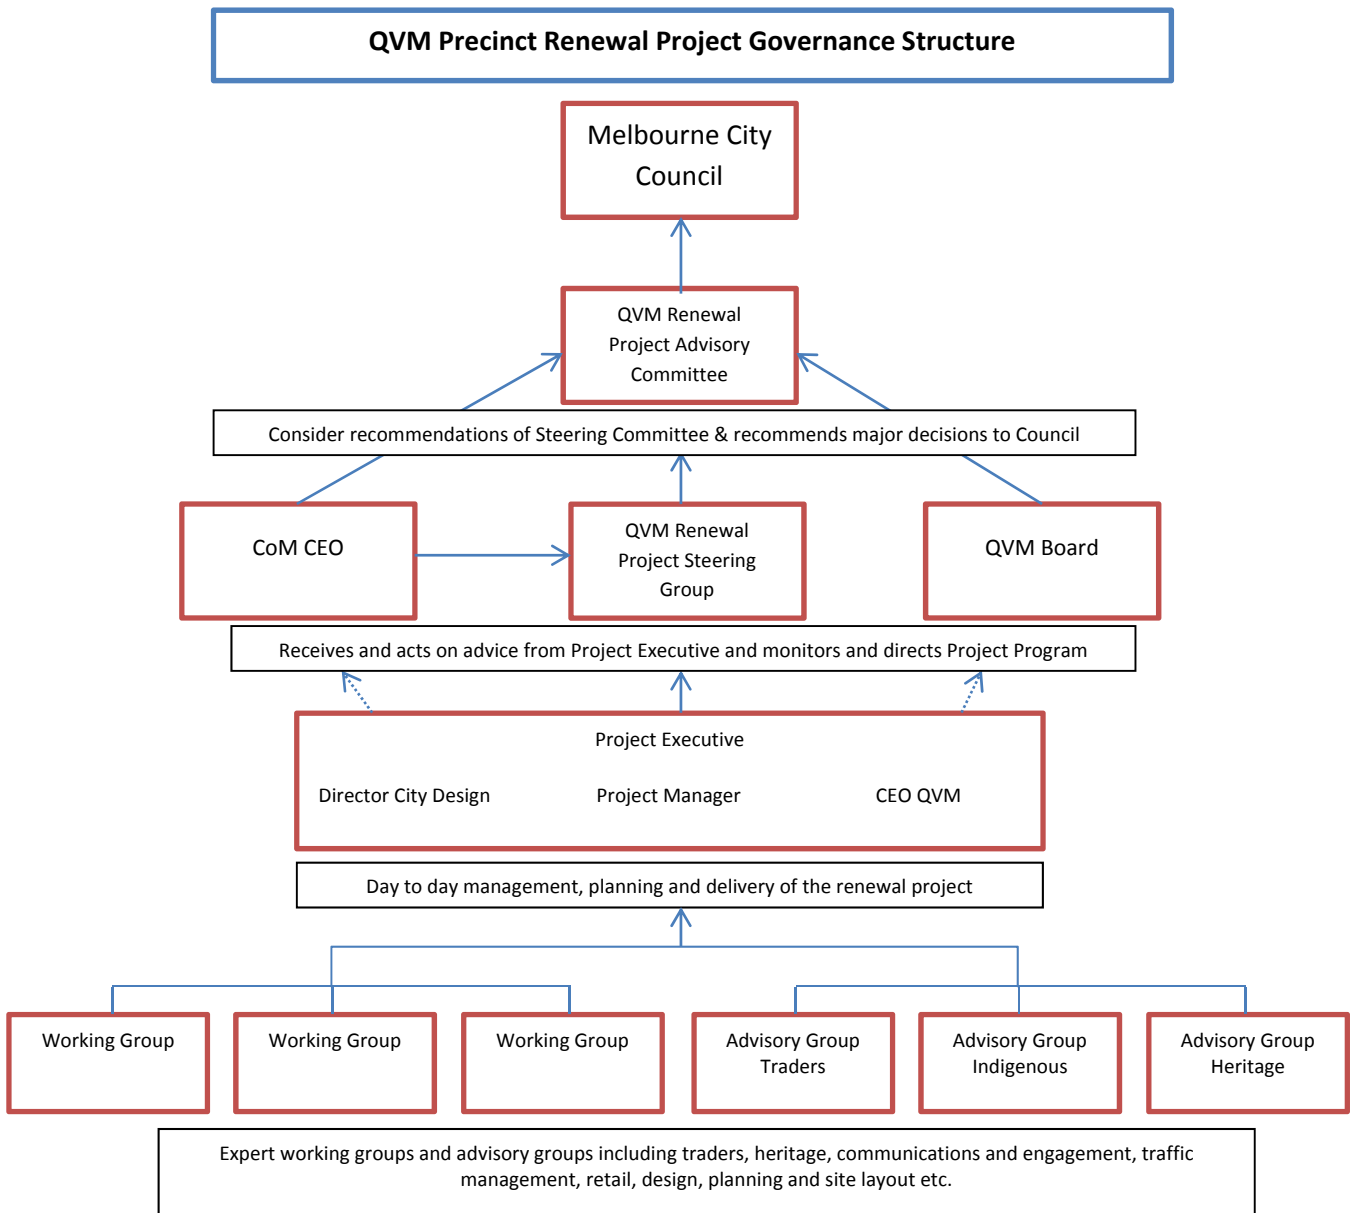 QVM Precinct Renewal Project Governance Structure
Melbourne City
Council
QVM Renewal
Project Advisory
Committee
Consider recommendations of Steering Committee & recommends major decisions to Council
CoM CEO
QVM Renewal
Project Steering
Group
QVM Board
Receives and acts on advice from Project Executive and monitors and directs Project Program
Project Executive
Director City Design
Project Manager
CEO QVM
Day to day management, planning and delivery of the renewal project
Working Group
Working Group
Working Group
Advisory Group
Traders
Advisory Group
Indigenous
Advisory Group
Heritage
Expert working groups and advisory groups including traders, heritage, communications and engagement, traffic
management, retail, design, planning and site layout etc.